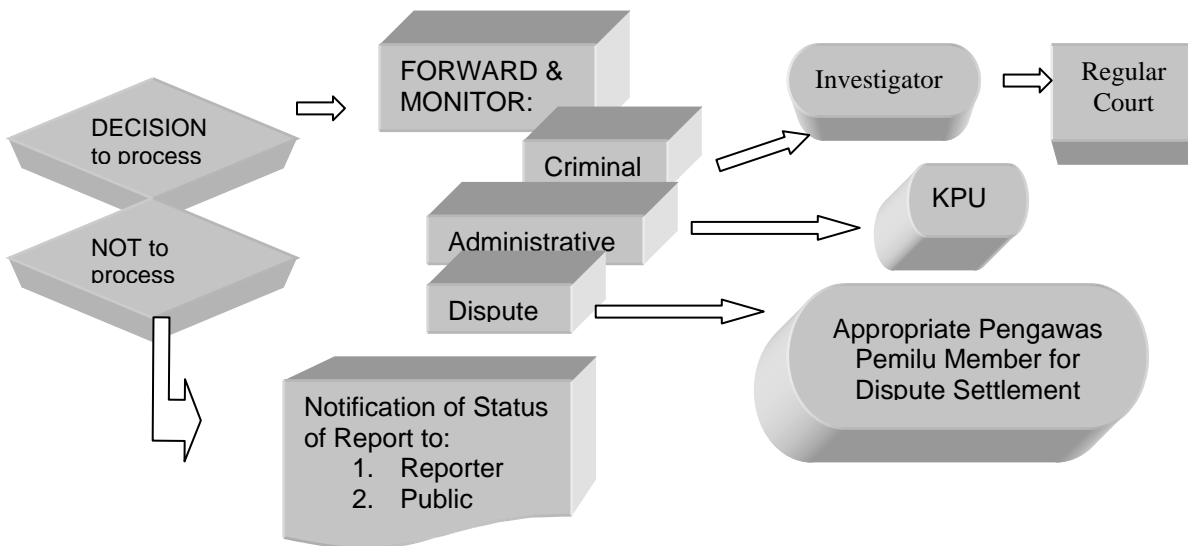 DECISION
to process
NOT to
process
FORWARD &
MONITOR:
Criminal
Administrative
Dispute
Investigator
Regular
Court
KPU
Appropriate Pengawas
Pemilu Member for
Dispute Settlement
Notification of Status
of Report to:
1. Reporter
2. Public